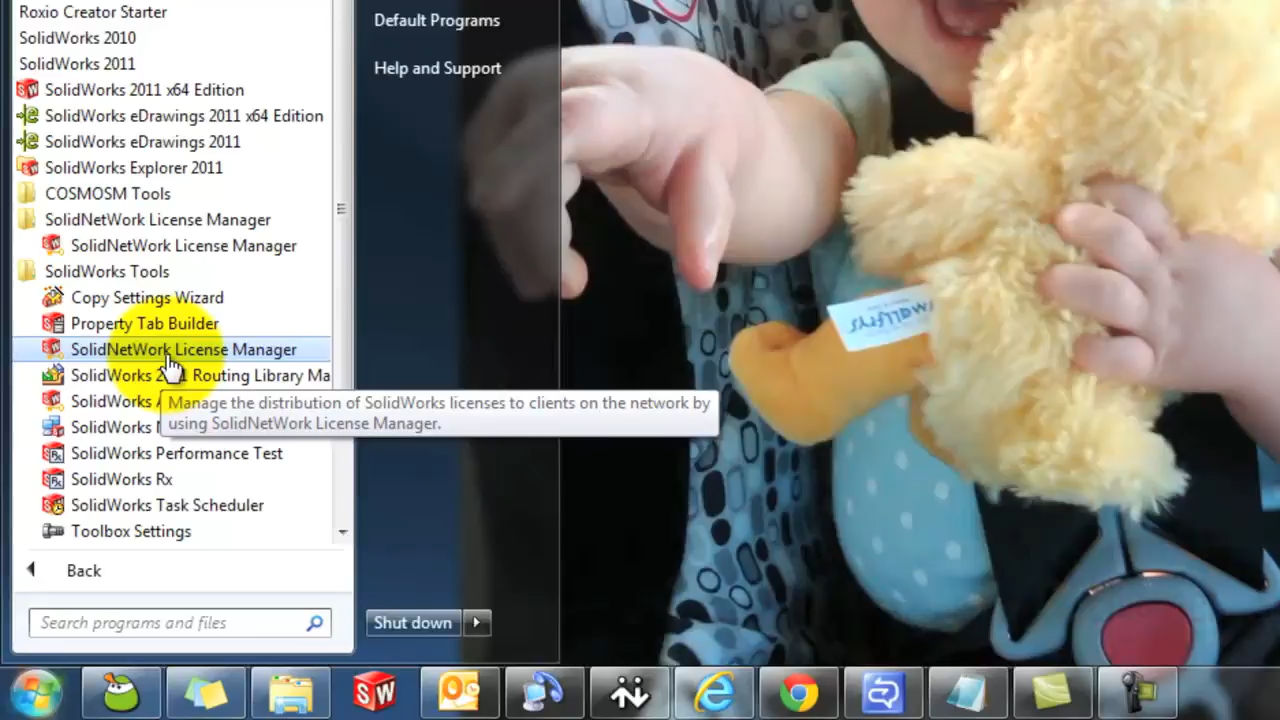 Roxio Creator Starter
SolidWorks 2010
SolidWorks 2011
SolidWorks 2011 x64 Edition
SolidWorks eDrawings 2011 x64 Edition
SolidWorks eDrawings 2011
SolidWorks Explorer 2011
COSMOSM Tools
SolidNetWork License Manager
SolidNetWork License Manager
SolidWorks Tools
Copy Settings Wizard
Property Tab Builder
SolidNetWork License Manager
SolidWorks Routing Library Ma
SolidWorks
SolidWorks
SolidWorks Performance Test
SolidWorks Rx
SolidWorks Task Scheduler
Toolbox Settings
Back
Search programs and files
Default Programs
Help and Support
Shut down
Manage the distribution of SolidWorks licenses to clients on the network by
using SolidNetWork License Manager.
smallfrys
SW